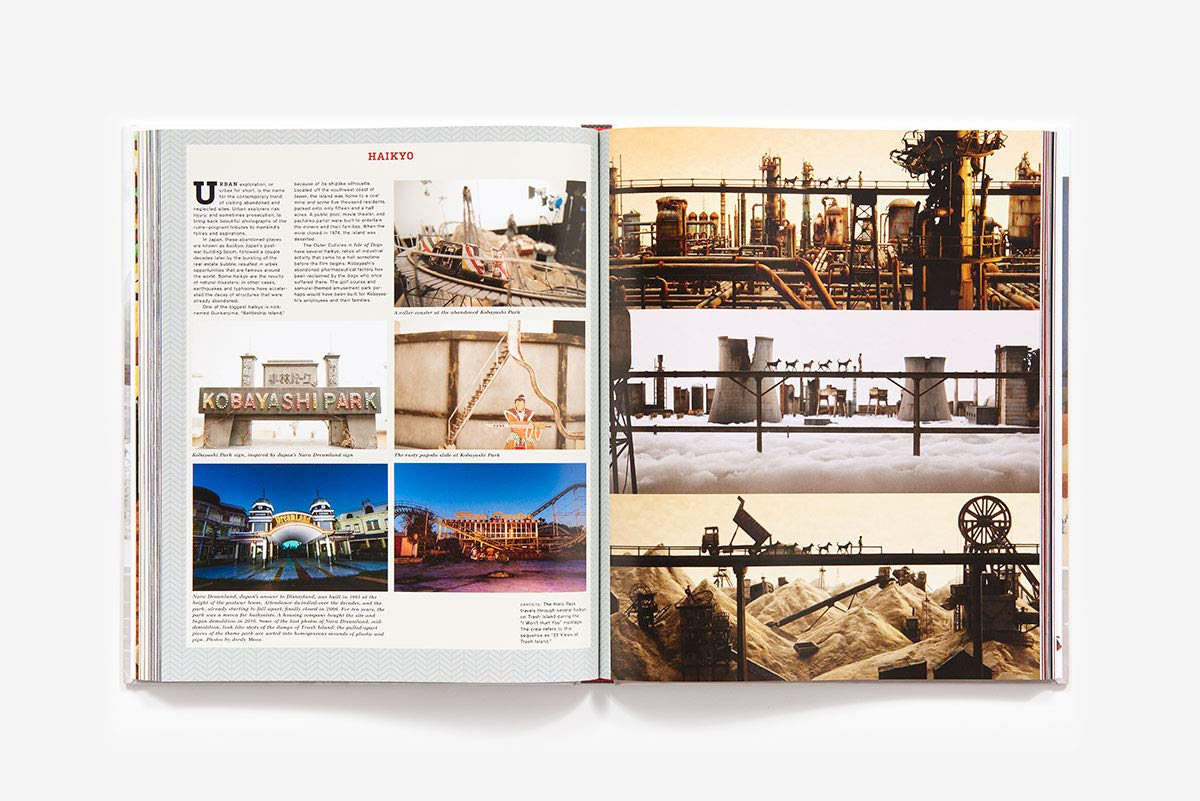 HAIKYO
URBAN exploration, or
urbex for short, is the name
for the contemporary trend
of visiting abandoned and
neglected sites. Urban explorers risk
injury, and sometimes prosecution, to
bring back beautiful photographs of the
ruins—poignant tributes to mankind's
follies and aspirations.
In Japan, these abandoned places
are known as haikyo. Japan's post-
war building boom, followed a couple
decades later by the bursting of the
real estate bubble, resulted in urbex
opportunities that are famous around
the world. Some haikyo are the results
of natural disasters; in other cases,
earthquakes and typhoons have acceler-
ated the decay of structures that were
already abandoned.
One of the biggest haikyo is nick-
named Gunkanjima, "Battleship Island,"
because of its shiplike silhouette.
Located off the southwest coast of
Japan, the island was home to a coal
mine and some five thousand residents,
packed onto only fifteen and a half
acres. A public pool, movie theater, and
pachinko parlor were built to entertain
the miners and their families. When the
mine closed in 1974, the island was
deserted.
The Outer Cuticles in Isle of Dogs
have several haikyo, relics of industrial
activity that came to a halt sometime
before the film begins. Kobayashi's
abandoned pharmaceutical factory has
been reclaimed by the dogs who once
suffered there. The golf course and
samurai-themed amusement park per-
haps would have been built for Kobayas-
hi's employees and their families.
A roller coaster at the abandoned Kobayashi Park
小林パーク
KOBAYASHI PARK
Kobayashi Park sign, inspired by Japan's Nara Dreamland sign
The rusty pagoda slide at Kobayashi Park
Dreamland
Nara Dreamland, Japan's answer to Disneyland, was built in 1961 at the
height of the postwar boom. Attendance dwindled over the decades, and the
park, already starting to fall apart, finally closed in 2006. For ten years, the
park was a mecca for haikyoists. A housing company bought the site and
began demolition in 2016. Some of the last photos of Nara Dreamland, mid-
demolition, look like shots of the dumps of Trash Island: the pulled-apart
pieces of the theme park are sorted into homogeneous mounds of plastic and
pipe. Photos by Jordy Meow.
OPPOSITE: The Hero Pack
travels through several haikyo
on Trash Island during the
"I Won't Hurt You" montage.
The crew refers to this
sequence as "22 Views of
Trash Island."